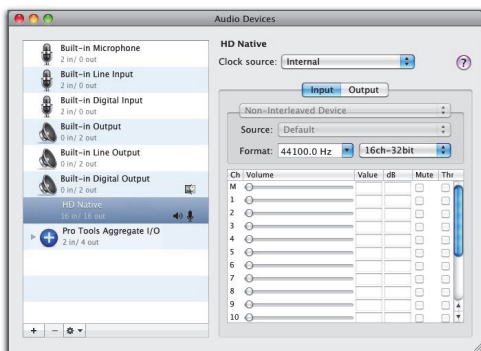 Audio Devices
Built-in Microphone
2 in/ 0 out
Built-in Line Input
2 in/ 0 out
Built-in Digital Input
2 in/ 0 out
Built-in Output
0 in/ 2 out
Built-in Line Output
0 in/ 2 out
Built-in Digital Output
0 in/ 2 out
HD Native
16 in/ 16 out
Pro Tools Aggregate I/O
2 in/ 4 out
+ −
HD Native
Clock source: Internal
?
Input Output
Non-Interleaved Device
Source: Default
Format: 44100.0 Hz 16ch-32bit
Ch Volume Value dB Mute Thr
M
1
2
3
4
5
6
7
8
9
10